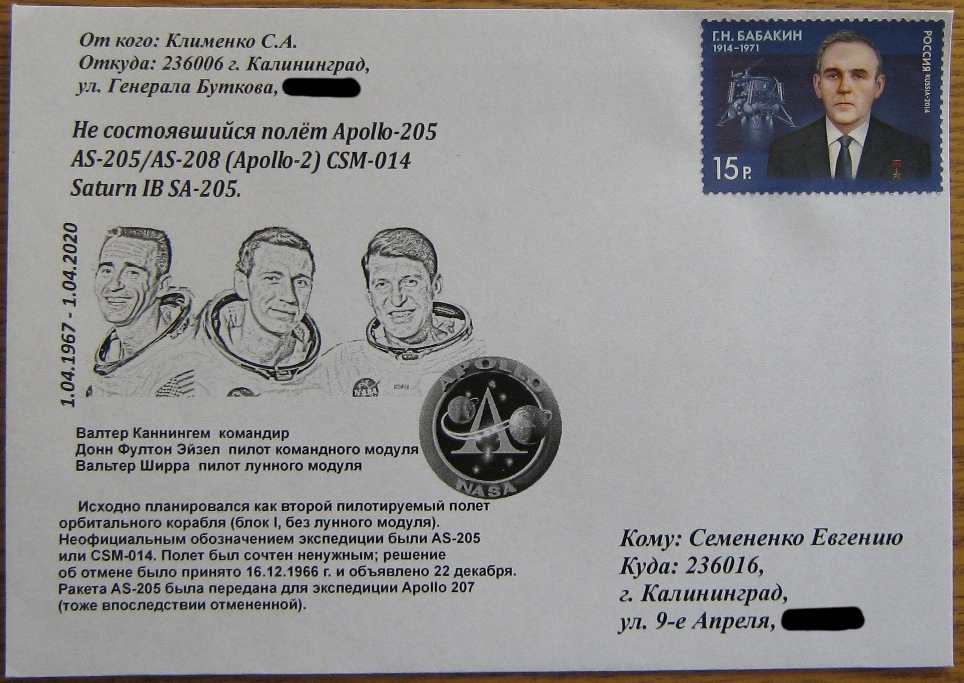 От кого: Клименко С.А.
Откуда: 236006 г. Калининград,
ул. Генерала Буткова,
Г.Н. БАБАКИН
1914–1971
РОССИЯ RUSSIA·2014
15 Р.
Не состоявшийся полёт Apollo-205
AS-205/AS-208 (Apollo-2) CSM-014
Saturn IB SA-205.
1.04.1967 - 1.04.2020
NASA
APOLLO
NASA
Валтер Каннингем командир
Донн Фултон Эйзел пилот командного модуля
Вальтер Ширра пилот лунного модуля
Исходно планировался как второй пилотируемый полет
орбитального корабля (блок I, без лунного модуля).
Неофициальным обозначением экспедиции были AS-205
или CSM-014. Полет был сочтен ненужным; решение
об отмене было принято 16.12.1966 г. и объявлено 22 декабря.
Ракета AS-205 была передана для экспедиции Apollo 207
(тоже впоследствии отмененной).
Кому: Семененко Евгению
Куда: 236016,
г. Калининград,
ул. 9-е Апреля,